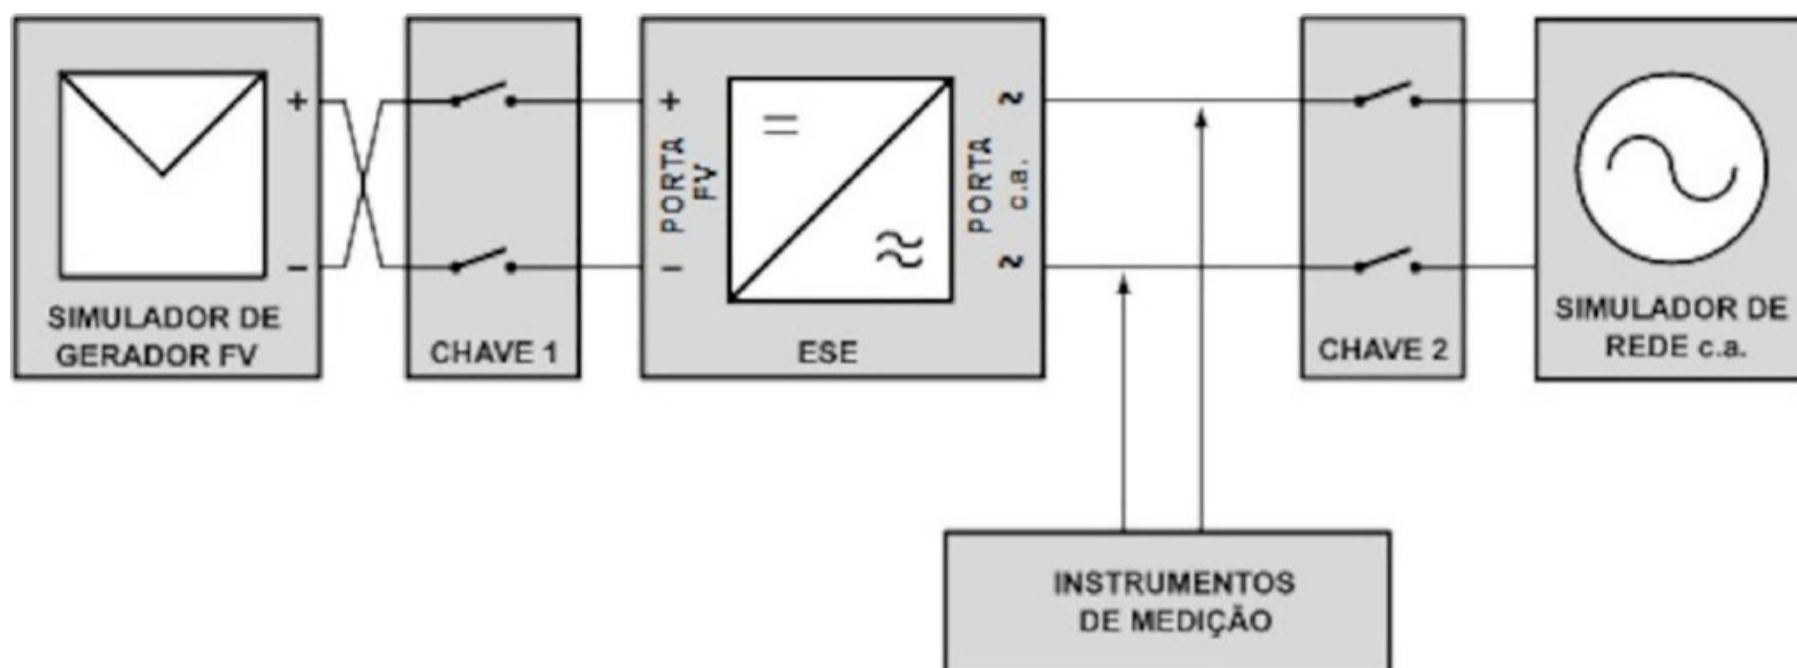 +
−
SIMULADOR DE
GERADOR FV
CHAVE 1
+
PORTA
FV
−
ESE
PORTA
c.a.
~
~
CHAVE 2
SIMULADOR DE
REDE c.a.
INSTRUMENTOS
DE MEDIÇÃO